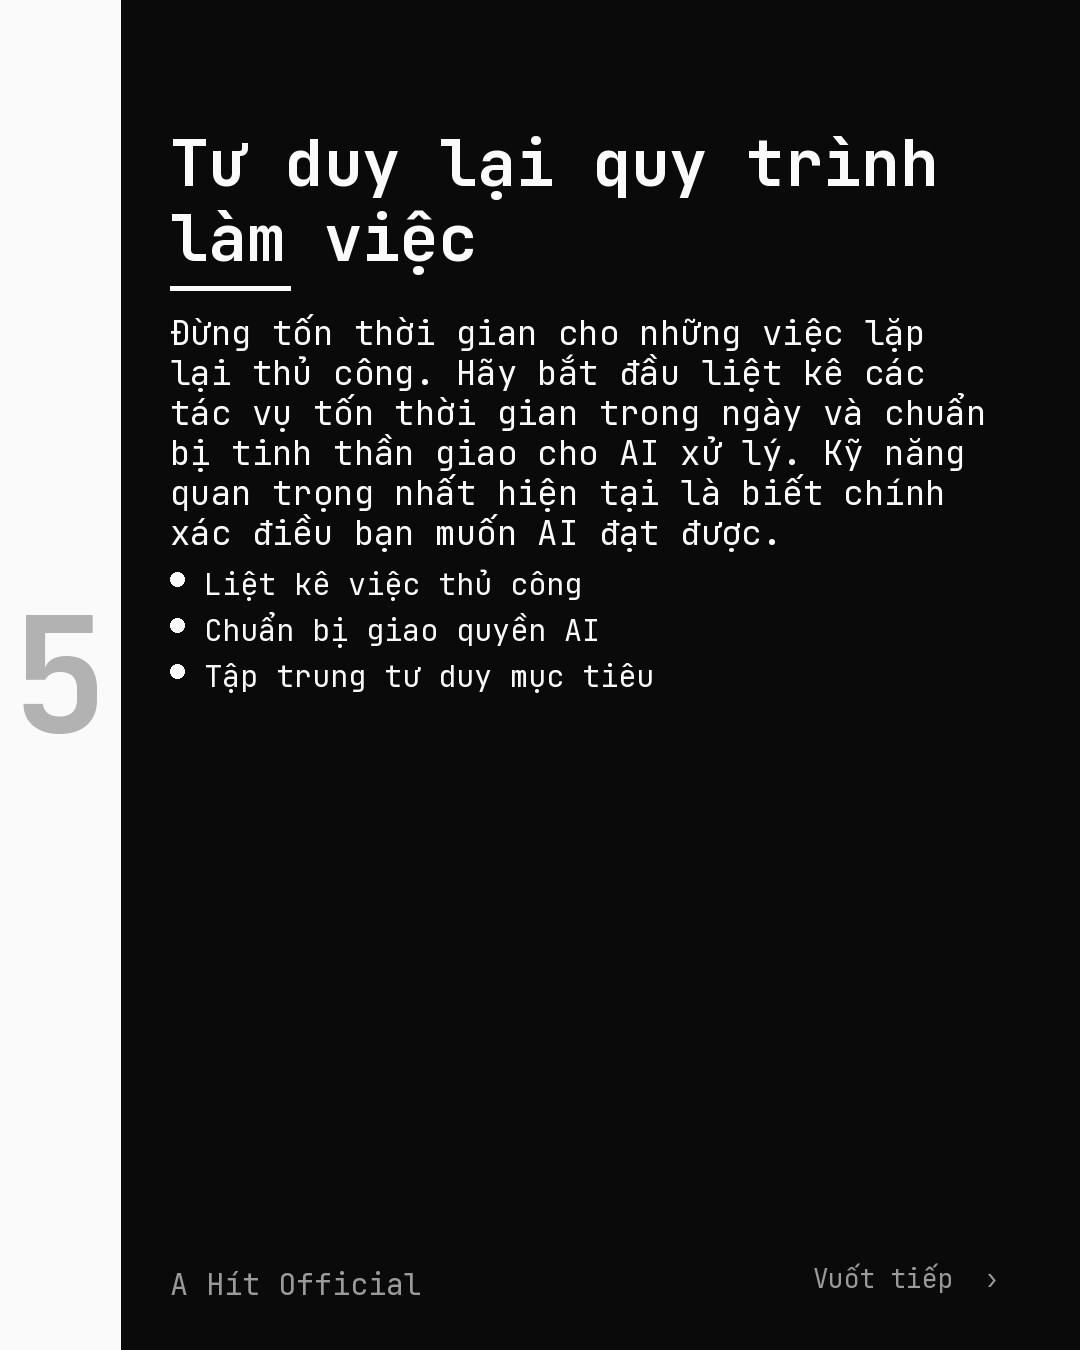 Tư duy lại quy trình
làm việc
Đừng tốn thời gian cho những việc lặp
lại thủ công. Hãy bắt đầu liệt kê các
tác vụ tốn thời gian trong ngày và chuẩn
bị tinh thần giao cho AI xử lý. Kỹ năng
quan trọng nhất hiện tại là biết chính
xác điều bạn muốn AI đạt được.
Liệt kê việc thủ công
Chuẩn bị giao quyền AI
Tập trung tư duy mục tiêu
5
A Hít Official
Vuốt tiếp ›